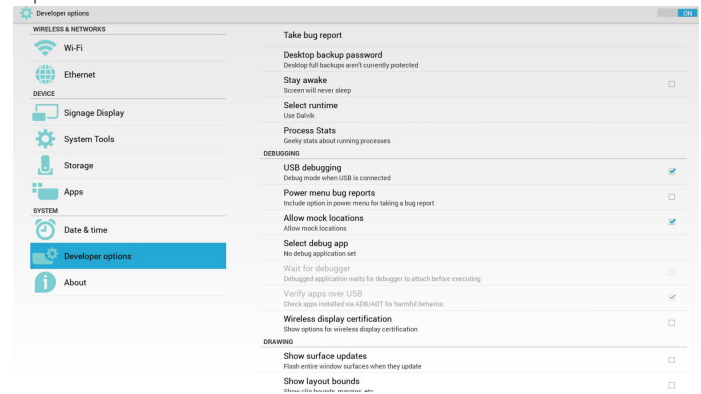 Developer options
ON
WIRELESS & NETWORKS
Wi-Fi
Ethernet
DEVICE
Signage Display
System Tools
Storage
Apps
SYSTEM
Date & time
Developer options
About
Take bug report
Desktop backup password
Desktop full backups aren't currently protected
Stay awake
Screen will never sleep
Select runtime
Use Dalvik
Process Stats
Geeky stats about running processes
DEBUGGING
USB debugging
Debug mode when USB is connected
Power menu bug reports
Include option in power menu for taking a bug report
Allow mock locations
Allow mock locations
Select debug app
No debug application set
Wait for debugger
Debugged application waits for debugger to attach before executing
Verify apps over USB
Check apps installed via ADB/ADT for harmful behavior.
Wireless display certification
Show options for wireless display certification
DRAWING
Show surface updates
Flash entire window surfaces when they update
Show layout bounds
Show clip bounds, margins, etc.